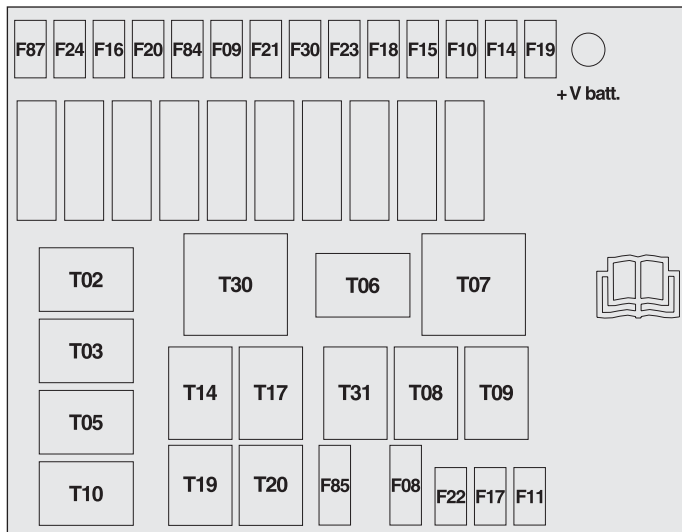 F87 F24 F16 F20 F84 F09 F21 F30 F23 F18 F15 F10 F14 F19
+ V batt.
T02 T30 T06 T07
T03
T14 T17 T31 T08 T09
T05
T10 T19 T20 F85 F08 F22 F17 F11